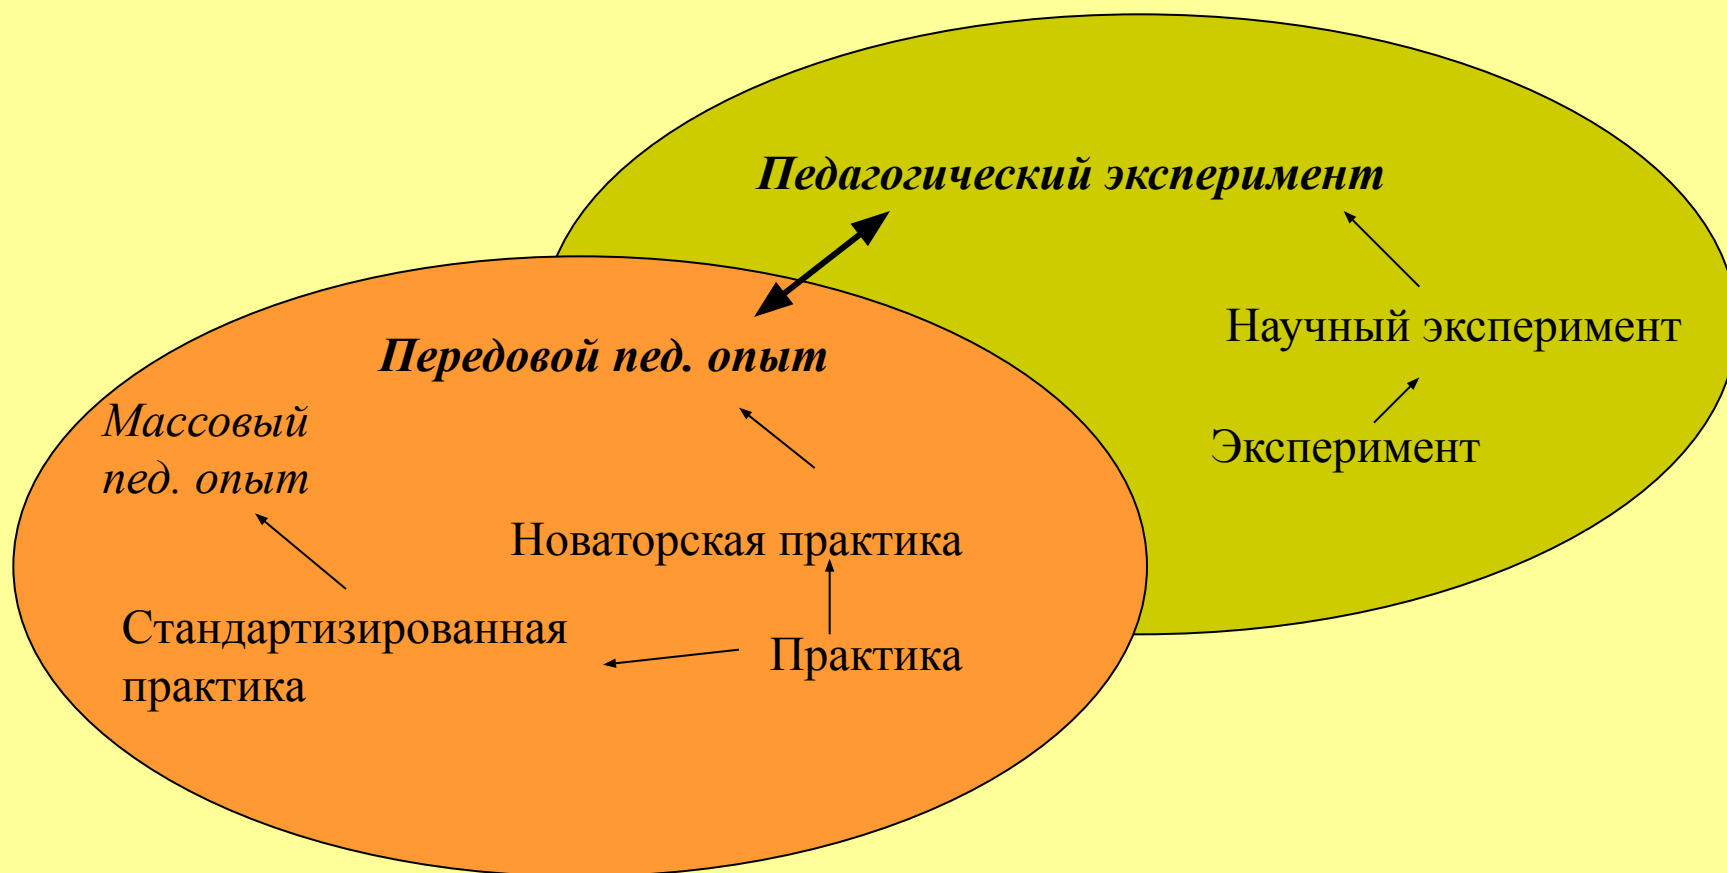 Педагогический эксперимент
Научный эксперимент
Передовой пед. опыт
Массовый
пед. опыт
Эксперимент
Новаторская практика
Стандартизированная
практика
Практика